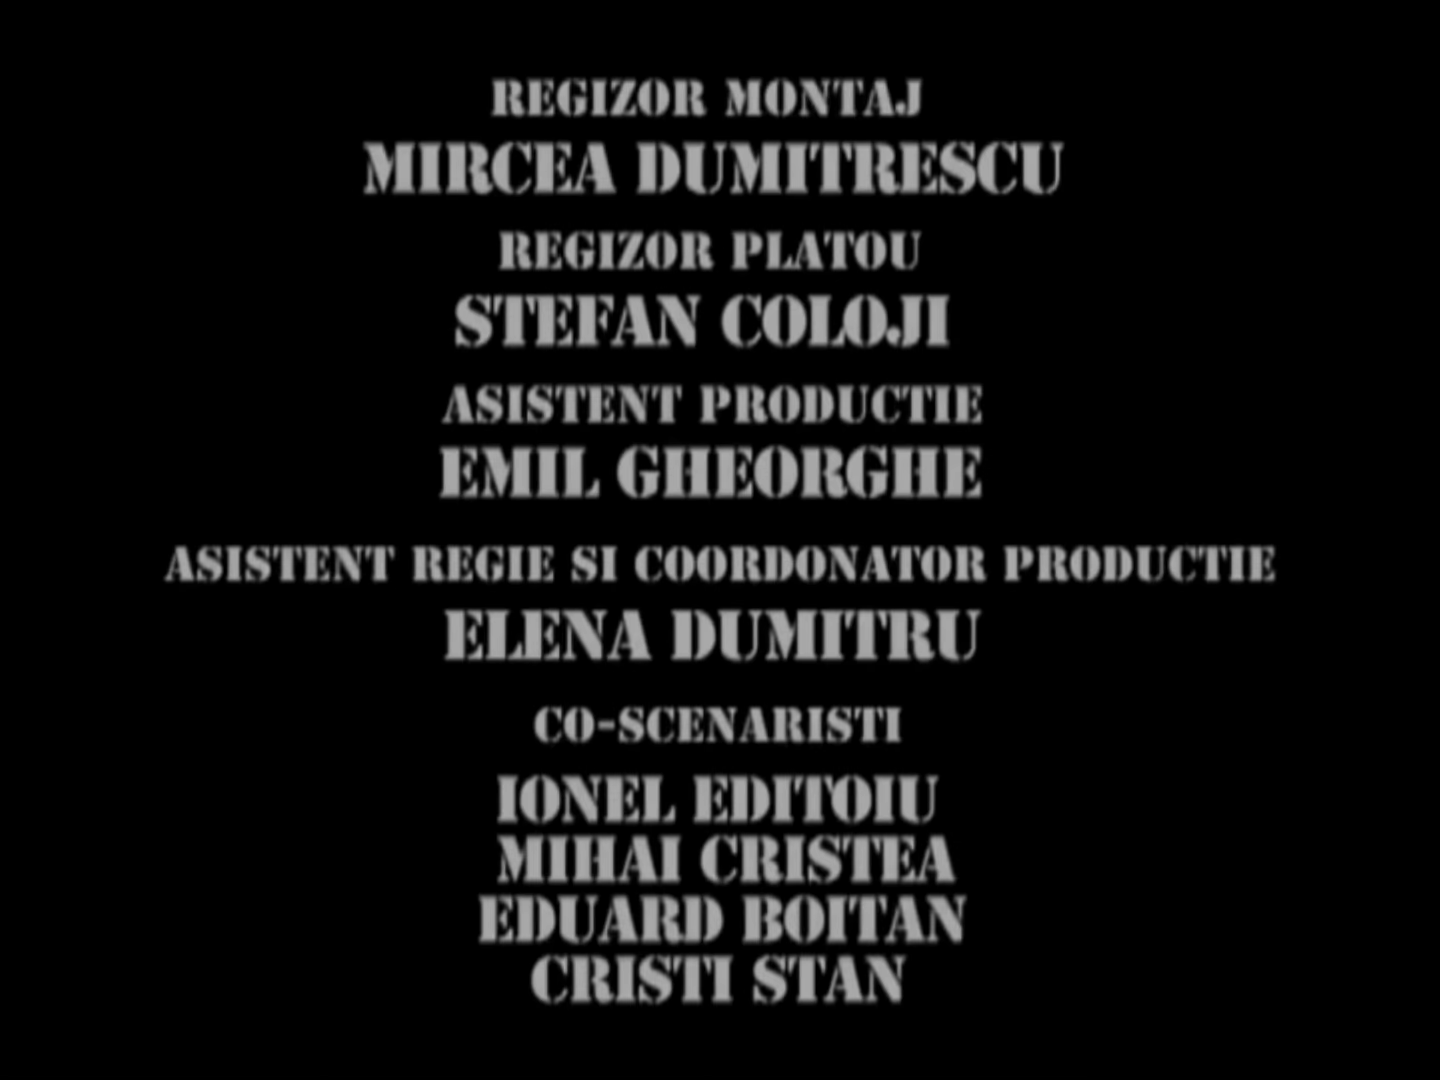 REGIZOR MONTAJ
MIRCEA DUMITRESCU
REGIZOR PLATOU
STEFAN COLOJI
ASISTENT PRODUCTIE
EMIL GHEORGHE
ASISTENT REGIE SI COORDONATOR PRODUCTIE
ELENA DUMITRU
CO-SCENARISTI
IONEL EDITOIU
MIHAI CRISTEA
EDUARD BOITAN
CRISTI STAN